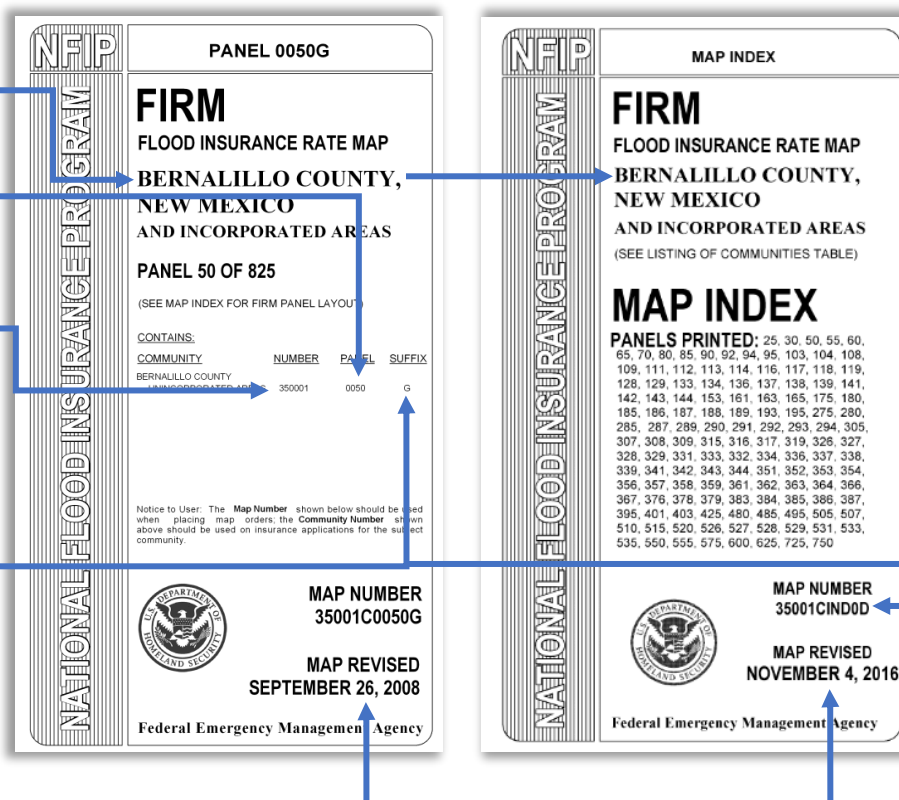 NFIP
PANEL 0050G
NATIONAL FLOOD INSURANCE PROGRAM
FIRM
FLOOD INSURANCE RATE MAP
BERNALILLO COUNTY,
NEW MEXICO
AND INCORPORATED AREAS
PANEL 50 OF 825
(SEE MAP INDEX FOR FIRM PANEL LAYOUT)
CONTAINS:
COMMUNITY NUMBER PANEL SUFFIX
BERNALILLO COUNTY
UNINCORPORATED AREAS 350001 0050 G
Notice to User: The Map Number shown below should be used
when placing map orders; the Community Number shown
above should be used on insurance applications for the subject
community.
U.S. DEPARTMENT OF HOMELAND SECURITY
MAP NUMBER
35001C0050G
MAP REVISED
SEPTEMBER 26, 2008
Federal Emergency Management Agency
NFIP
MAP INDEX
NATIONAL FLOOD INSURANCE PROGRAM
FIRM
FLOOD INSURANCE RATE MAP
BERNALILLO COUNTY,
NEW MEXICO
AND INCORPORATED AREAS
(SEE LISTING OF COMMUNITIES TABLE)
MAP INDEX
PANELS PRINTED: 25, 30, 50, 55, 60,
65, 70, 80, 85, 90, 92, 94, 95, 103, 104, 108,
109, 111, 112, 113, 114, 116, 117, 118, 119,
128, 129, 133, 134, 136, 137, 138, 139, 141,
142, 143, 144, 153, 161, 163, 165, 175, 180,
185, 186, 187, 188, 189, 193, 195, 275, 280,
285, 287, 289, 290, 291, 292, 293, 294, 305,
307, 308, 309, 315, 316, 317, 319, 326, 327,
328, 329, 331, 333, 332, 334, 336, 337, 338,
339, 341, 342, 343, 344, 351, 352, 353, 354,
356, 357, 358, 359, 361, 362, 363, 364, 366,
367, 376, 378, 379, 383, 384, 385, 386, 387,
395, 401, 403, 425, 480, 485, 495, 505, 507,
510, 515, 520, 526, 527, 528, 529, 531, 533,
535, 550, 555, 575, 600, 625, 725, 750
U.S. DEPARTMENT OF HOMELAND SECURITY
MAP NUMBER
35001CIND0D
MAP REVISED
NOVEMBER 4, 2016
Federal Emergency Management Agency